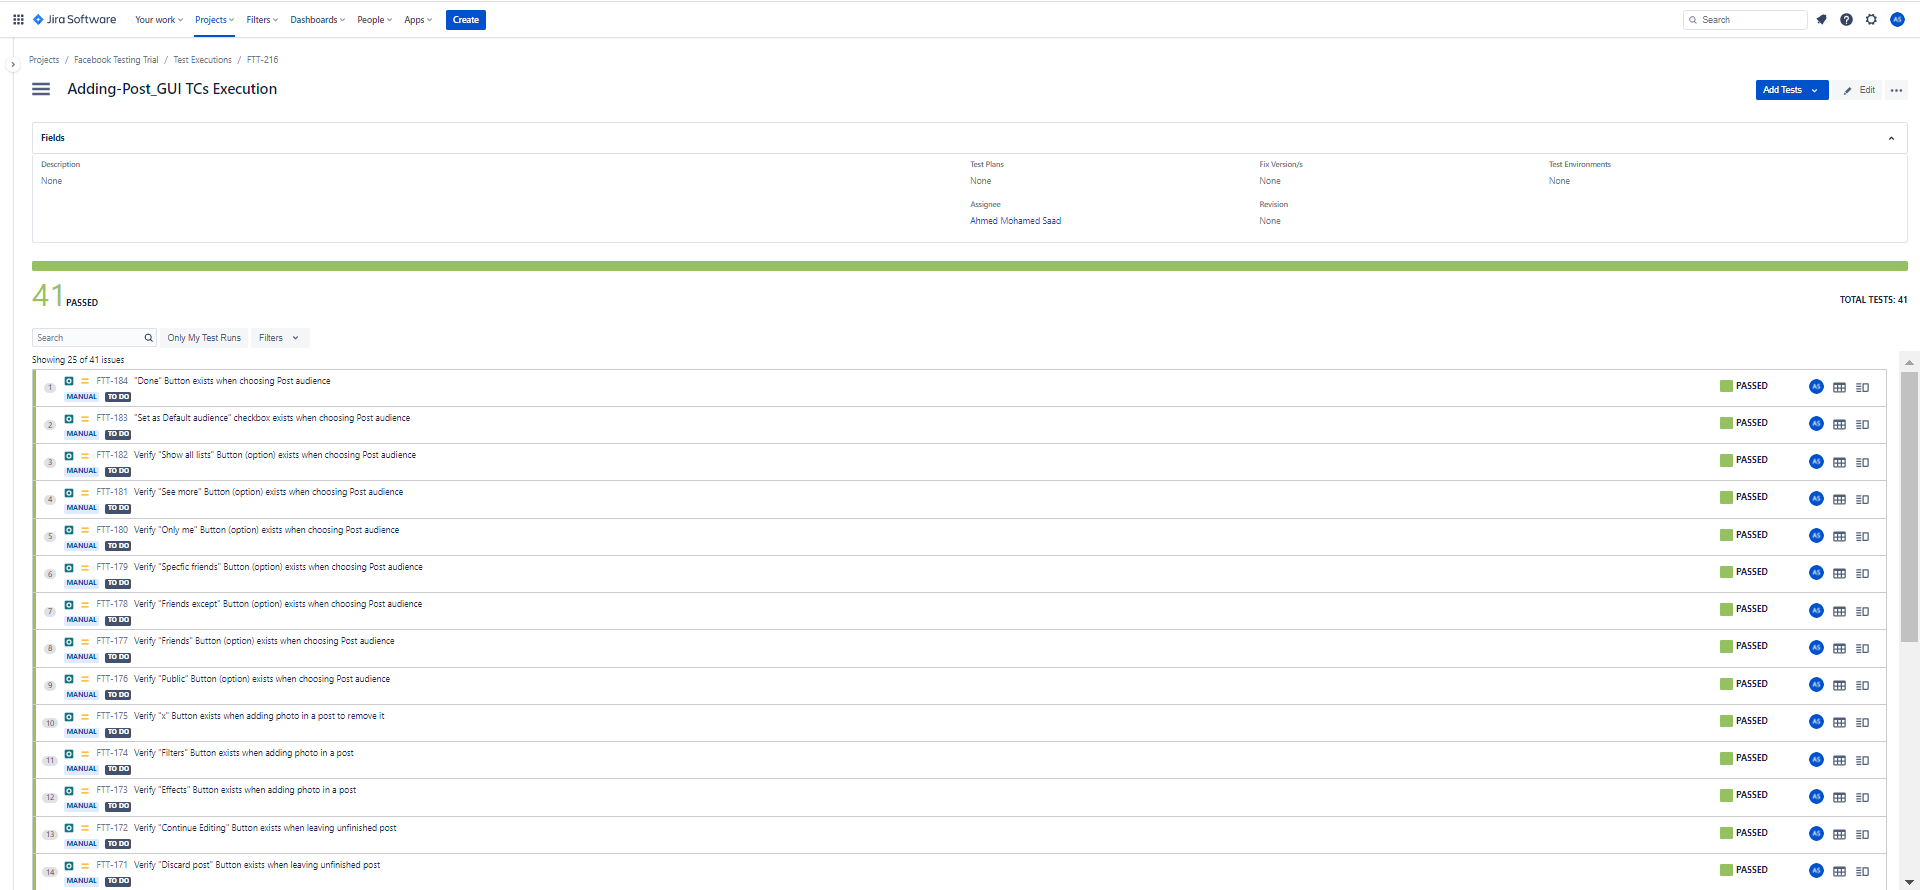 Jira Software Your work Projects Filters Dashboards People Apps Create Search AS
Projects / Facebook Testing Trial / Test Executions / FTT-216
Adding-Post_GUI TCs Execution
Add Tests Edit
Fields
Description Test Plans Fix Version/s Test Environments
None None None None
Assignee Revision
Ahmed Mohamed Saad None
41 PASSED
TOTAL TESTS: 41
Search Only My Test Runs Filters
Showing 25 of 41 issues
1 FTT-184 "Done" Button exists when choosing Post audience PASSED AS
MANUAL TO DO
2 FTT-183 "Set as Default audience" checkbox exists when choosing Post audience PASSED AS
MANUAL TO DO
3 FTT-182 Verify "Show all lists" Button (option) exists when choosing Post audience PASSED AS
MANUAL TO DO
4 FTT-181 Verify "See more" Button (option) exists when choosing Post audience PASSED AS
MANUAL TO DO
5 FTT-180 Verify "Only me" Button (option) exists when choosing Post audience PASSED AS
MANUAL TO DO
6 FTT-179 Verify "Specfic friends" Button (option) exists when choosing Post audience PASSED AS
MANUAL TO DO
7 FTT-178 Verify "Friends except" Button (option) exists when choosing Post audience PASSED AS
MANUAL TO DO
8 FTT-177 Verify "Friends" Button (option) exists when choosing Post audience PASSED AS
MANUAL TO DO
9 FTT-176 Verify "Public" Button (option) exists when choosing Post audience PASSED AS
MANUAL TO DO
10 FTT-175 Verify "x" Button exists when adding photo in a post to remove it PASSED AS
MANUAL TO DO
11 FTT-174 Verify "Filters" Button exists when adding photo in a post PASSED AS
MANUAL TO DO
12 FTT-173 Verify "Effects" Button exists when adding photo in a post PASSED AS
MANUAL TO DO
13 FTT-172 Verify "Continue Editing" Button exists when leaving unfinished post PASSED AS
MANUAL TO DO
14 FTT-171 Verify "Discard post" Button exists when leaving unfinished post PASSED AS
MANUAL TO DO